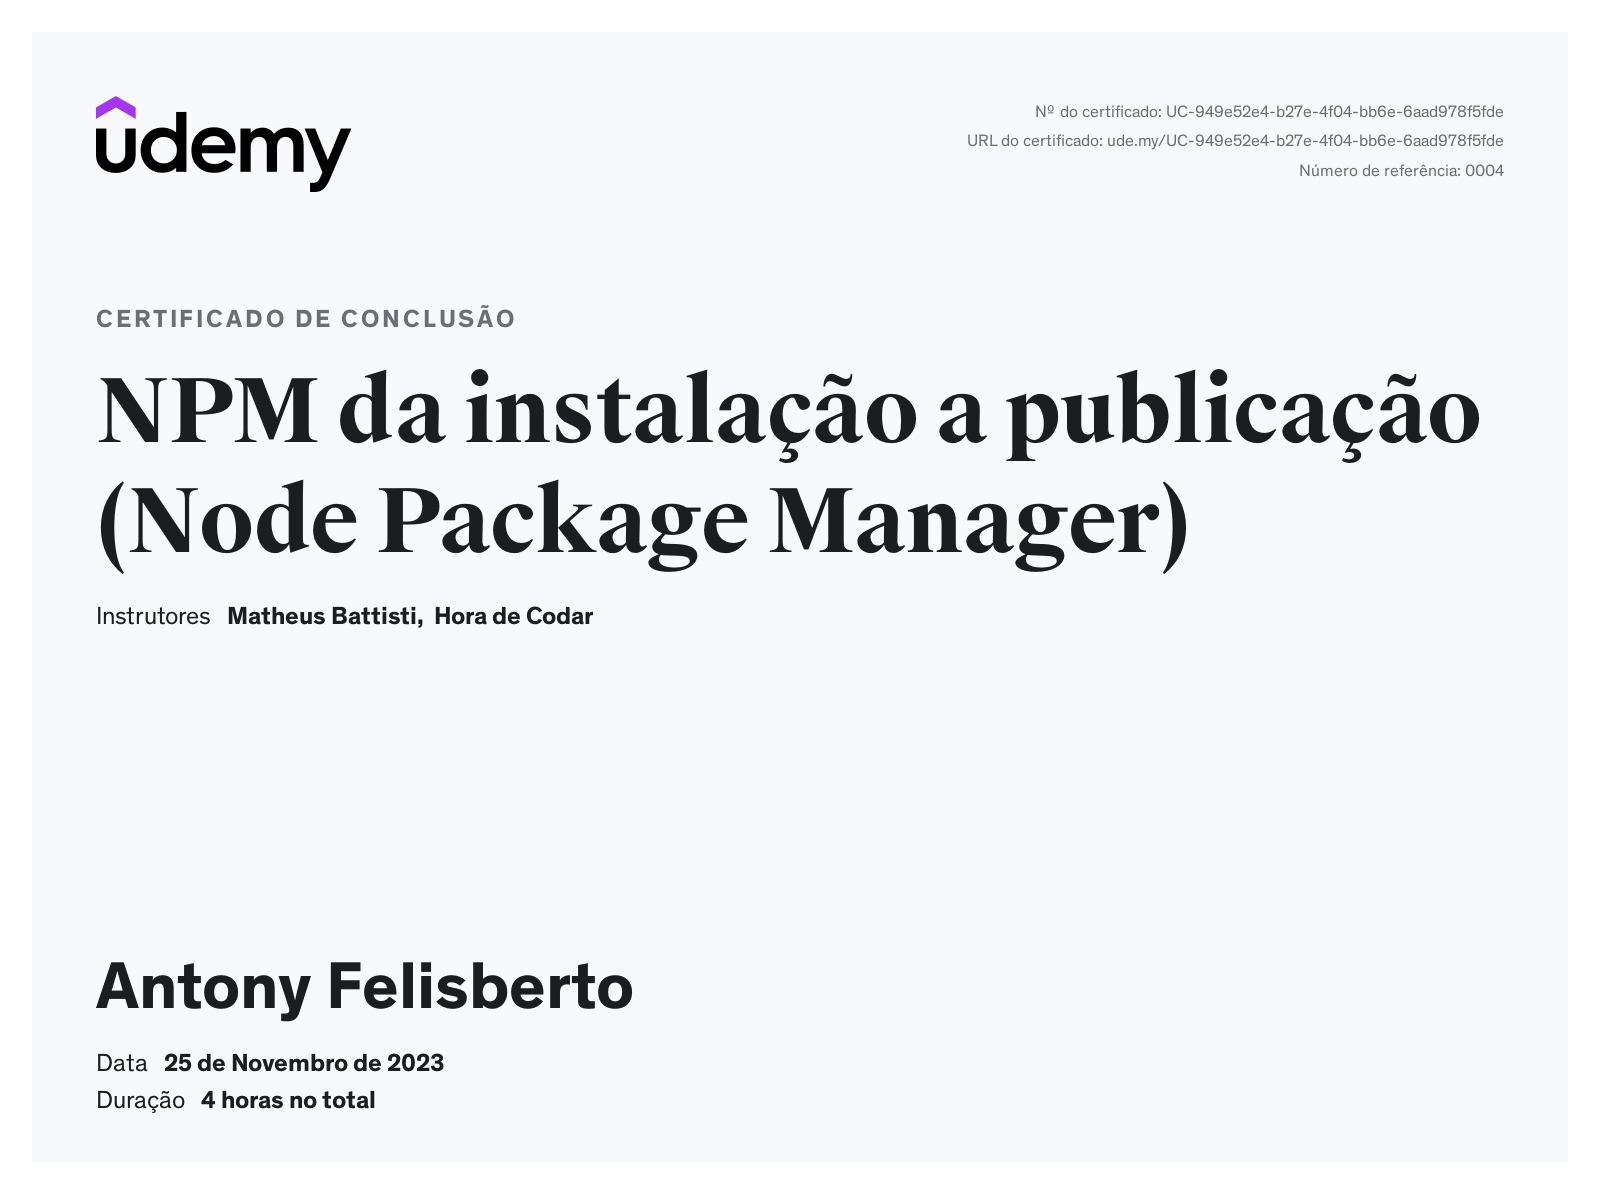 udemy
Nº do certificado: UC-949e52e4-b27e-4f04-bb6e-6aad978f5fde
URL do certificado: ude.my/UC-949e52e4-b27e-4f04-bb6e-6aad978f5fde
Número de referência: 0004
CERTIFICADO DE CONCLUSÃO
NPM da instalação a publicação
(Node Package Manager)
Instrutores Matheus Battisti, Hora de Codar
Antony Felisberto
Data 25 de Novembro de 2023
Duração 4 horas no total